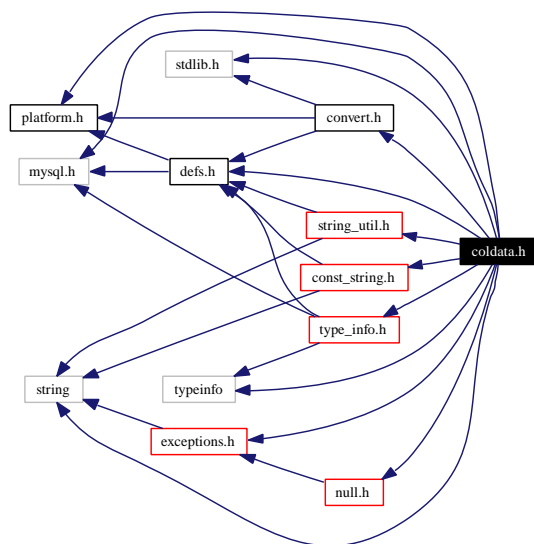 stdlib.h
platform.h
convert.h
mysql.h
defs.h
string_util.h
coldata.h
const_string.h
type_info.h
string
typeinfo
exceptions.h
null.h